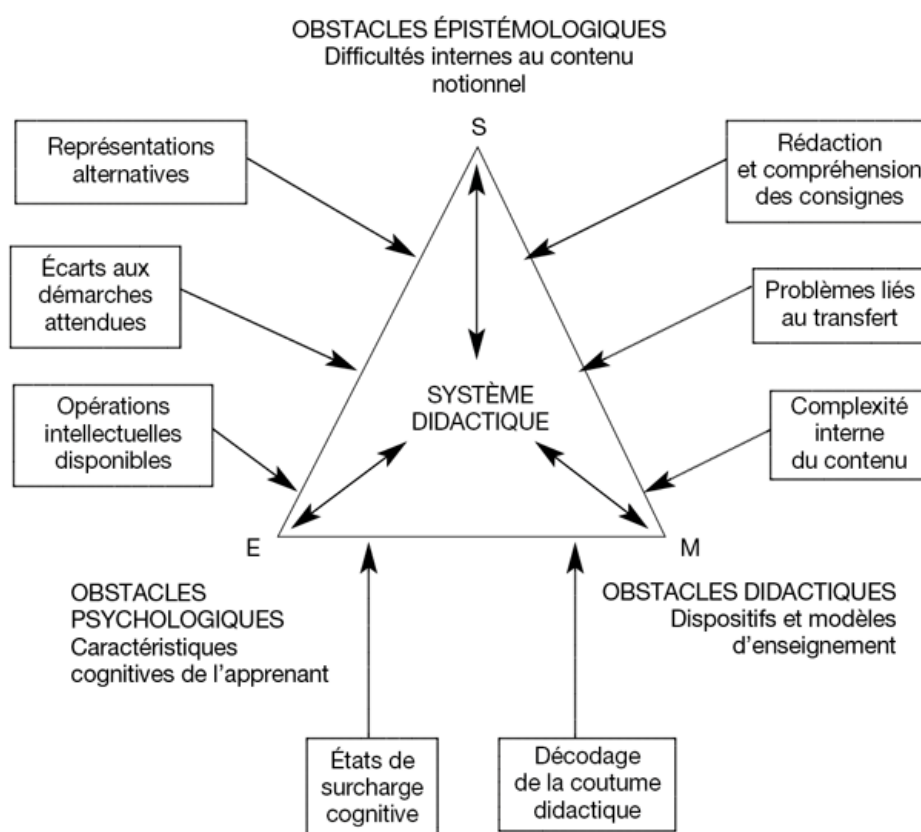 OBSTACLES ÉPISTÉMOLOGIQUES
Difficultés internes au contenu
notionnel
S
Représentations
alternatives
Rédaction
et compréhension
des consignes
Écarts aux
démarches
attendues
Problèmes liés
au transfert
SYSTÈME
DIDACTIQUE
Opérations
intellectuelles
disponibles
Complexité
interne
du contenu
E
M
OBSTACLES
PSYCHOLOGIQUES
Caractéristiques
cognitives de l’apprenant
OBSTACLES DIDACTIQUES
Dispositifs et modèles
d’enseignement
États de
surcharge
cognitive
Décodage
de la coutume
didactique